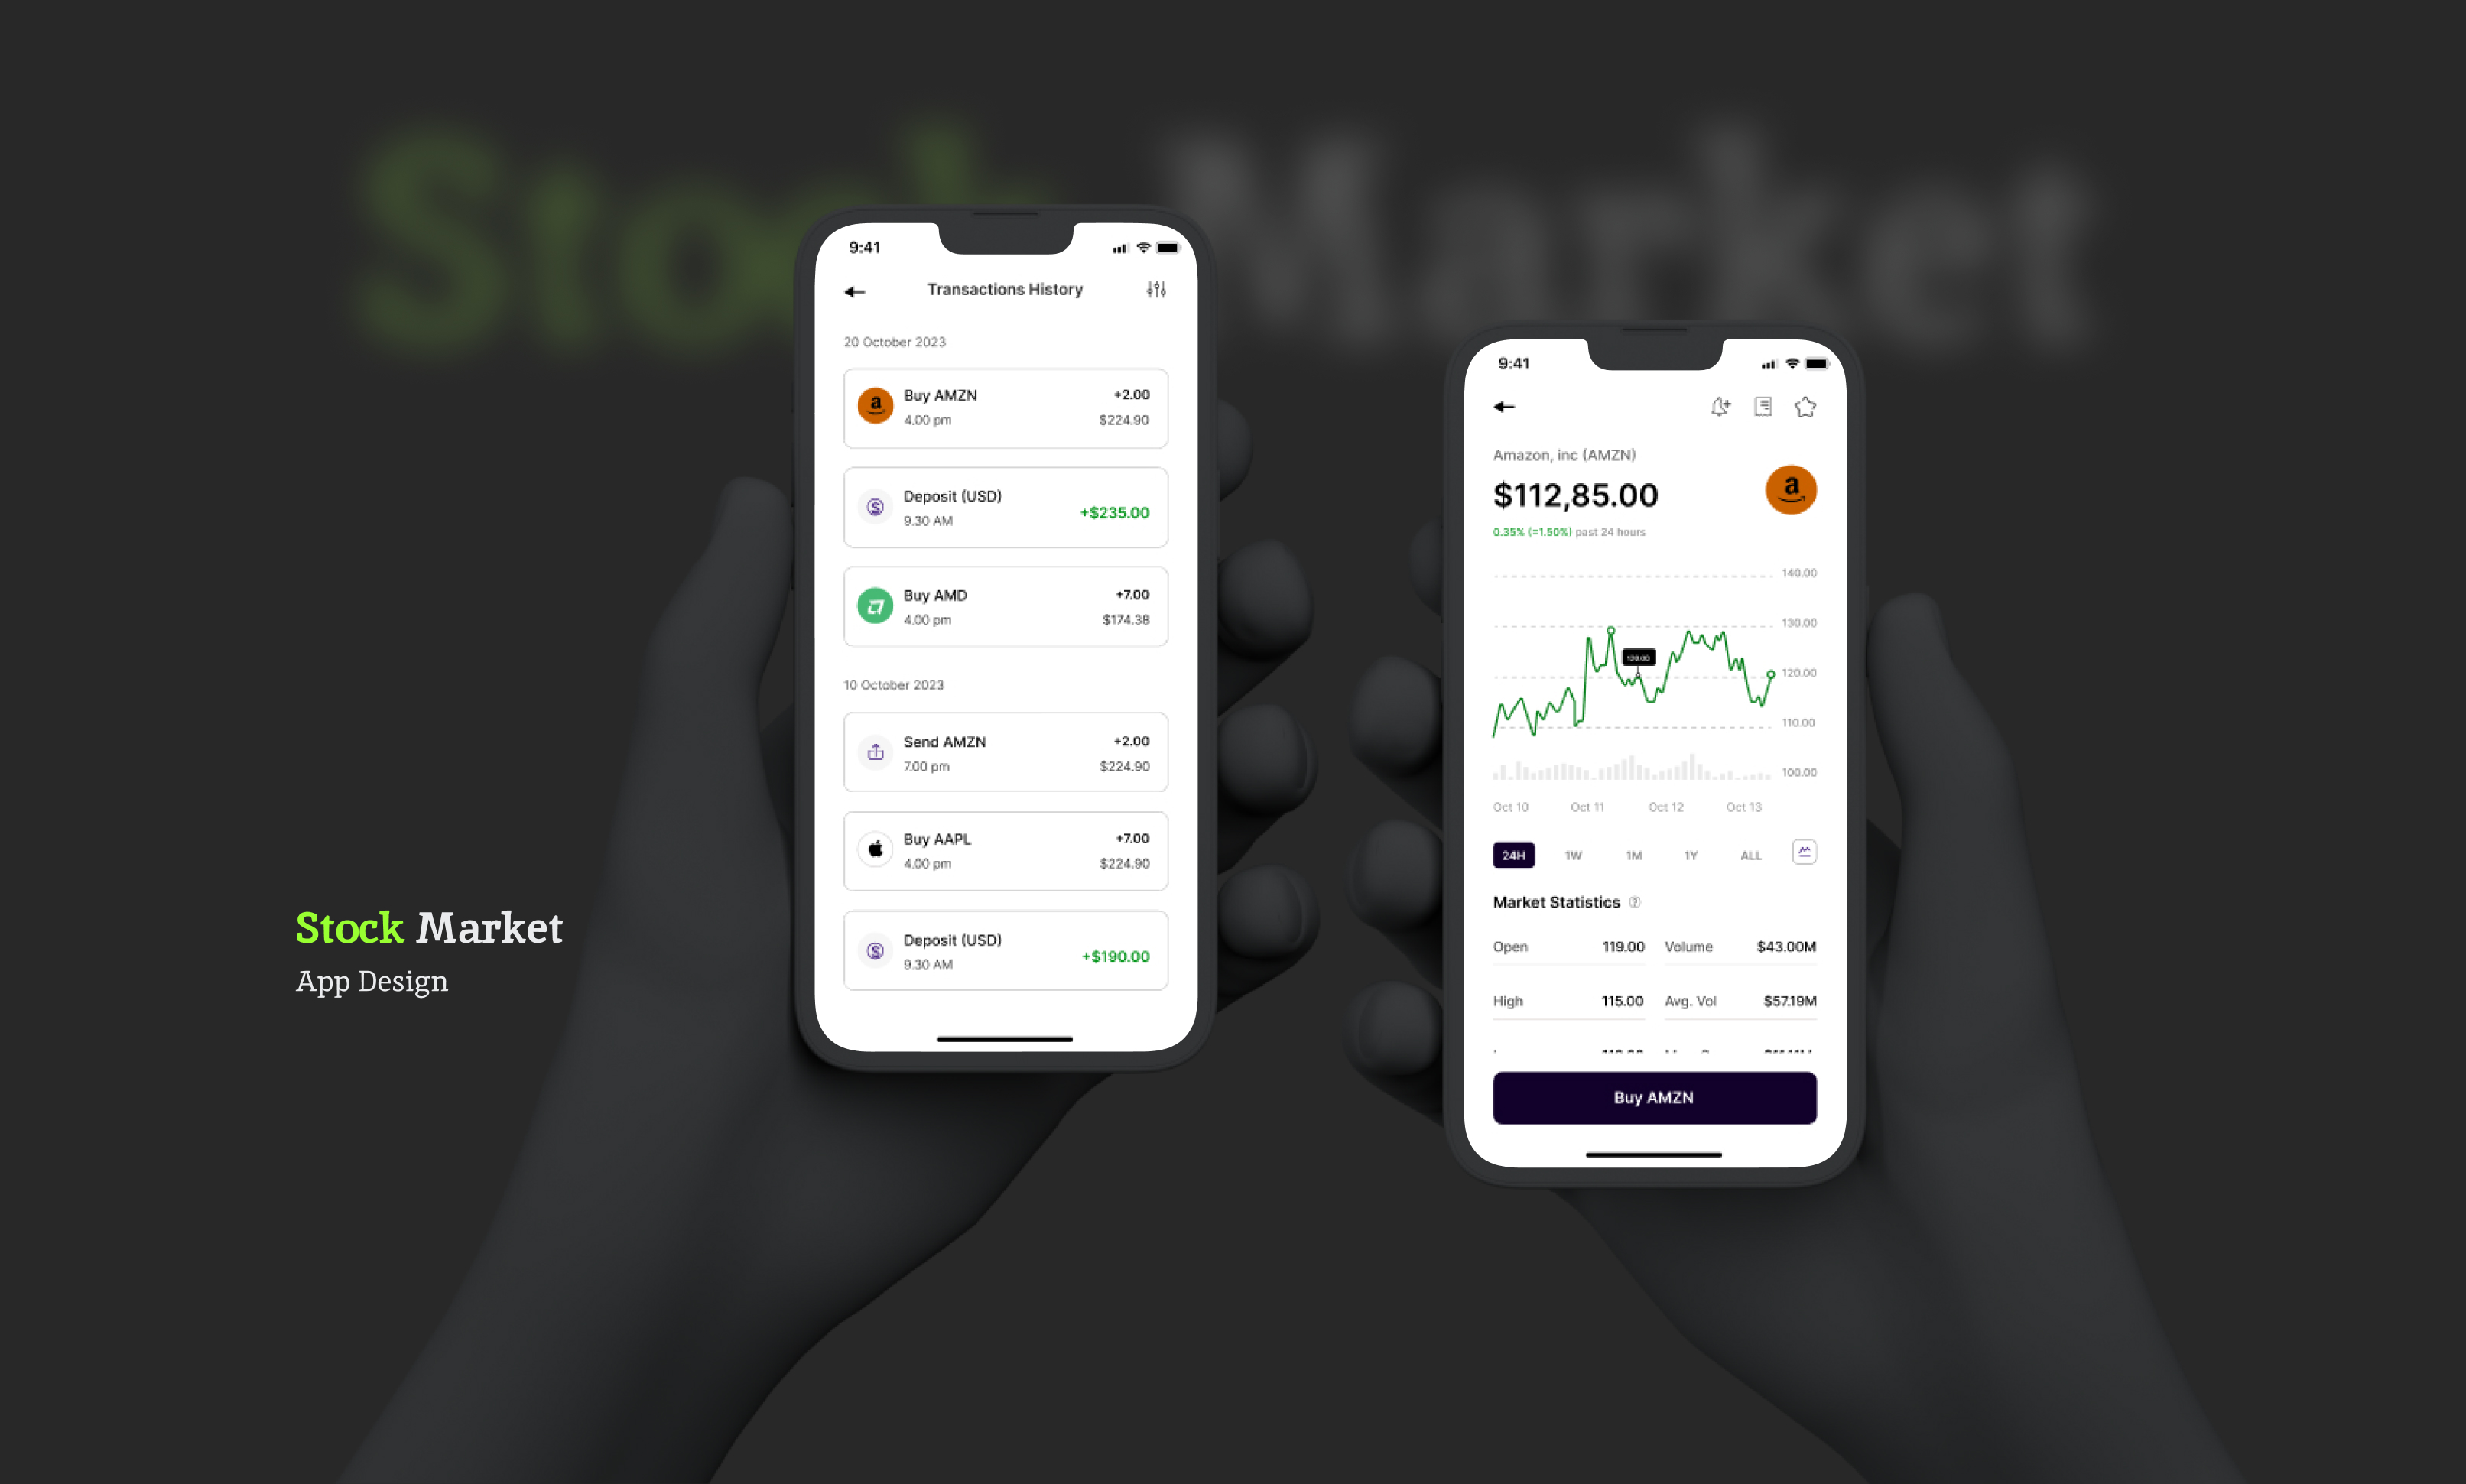 Stock Market
9:41
Transactions History
20 October 2023
Buy AMZN +2.00
4.00 pm $224.90
Deposit (USD)
9.30 AM +$235.00
Buy AMD +7.00
4.00 pm $174.38
10 October 2023
Send AMZN +2.00
7.00 pm $224.90
Buy AAPL +7.00
4.00 pm $224.90
Deposit (USD)
9.30 AM +$190.00
Stock Market
App Design
9:41
Amazon, inc (AMZN)
$112,85.00
0.35% (=1.50%) past 24 hours
140.00
130.00
120.00
110.00
100.00
Oct 10 Oct 11 Oct 12 Oct 13
24H 1W 1M 1Y ALL
Market Statistics
Open 119.00 Volume $43.00M
High 115.00 Avg. Vol $57.19M
Buy AMZN